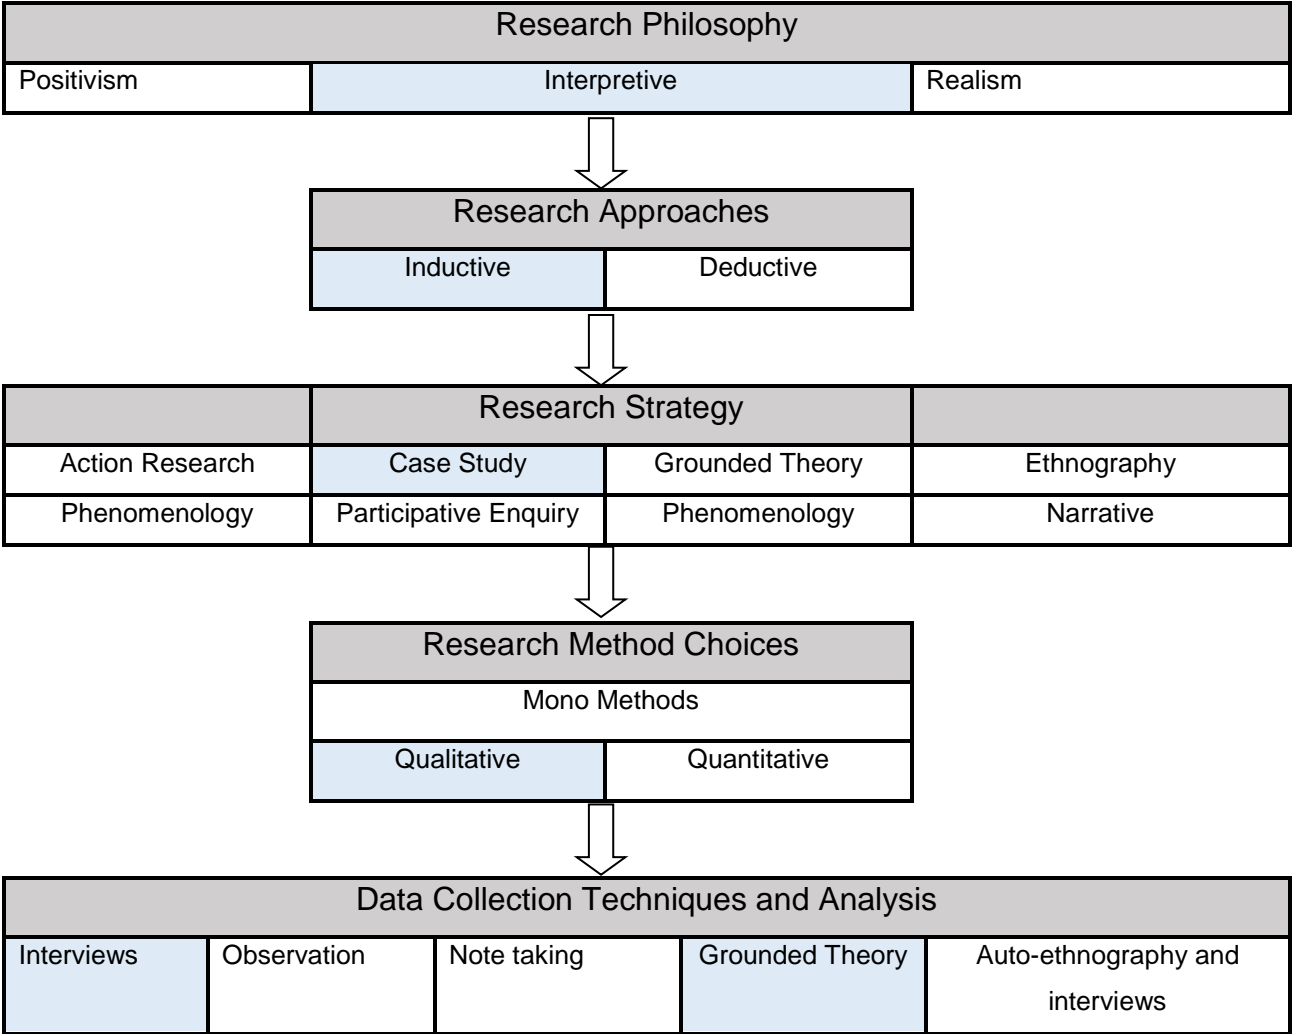 Research Philosophy
Positivism Interpretive Realism
Research Approaches
Inductive Deductive
Research Strategy
Action Research Case Study Grounded Theory Ethnography
Phenomenology Participative Enquiry Phenomenology Narrative
Research Method Choices
Mono Methods
Qualitative Quantitative
Data Collection Techniques and Analysis
Interviews Observation Note taking Grounded Theory Auto-ethnography and
interviews